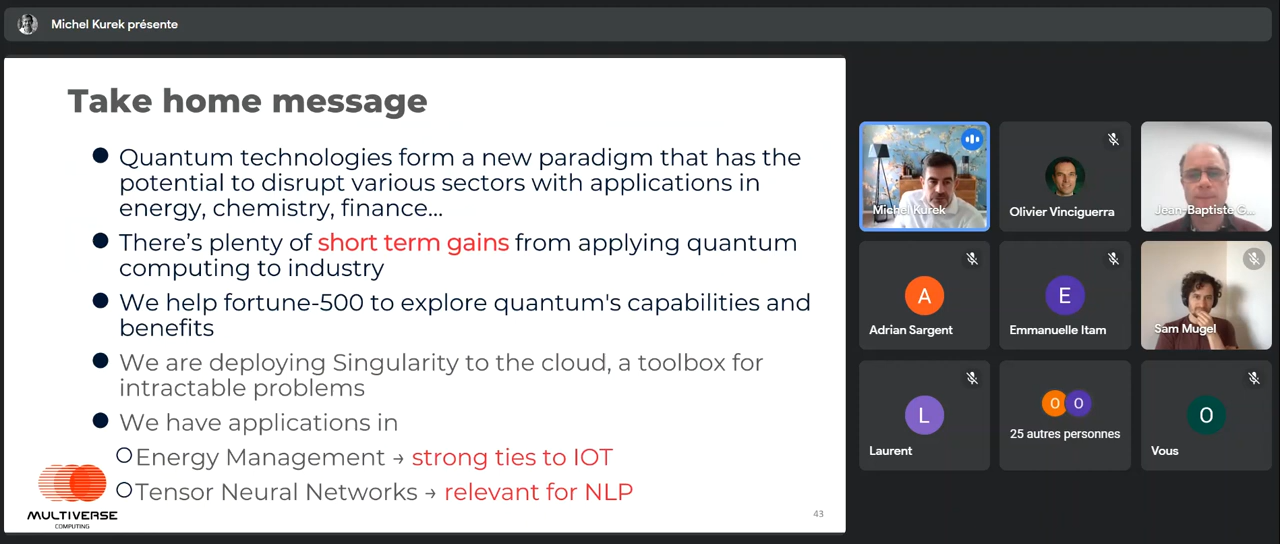 Michel Kurek présente
Take home message
Quantum technologies form a new paradigm that has the
potential to disrupt various sectors with applications in
energy, chemistry, finance...
There's plenty of short term gains from applying quantum
computing to industry
We help fortune-500 to explore quantum's capabilities and
benefits
We are deploying Singularity to the cloud, a toolbox for
intractable problems
We have applications in
Energy Management → strong ties to IOT
Tensor Neural Networks → relevant for NLP
MULTIVERSE
COMPUTING
43
Michel Kurek
Olivier Vinciguerra
Jean-Baptiste G...
A
Adrian Sargent
E
Emmanuelle Itam
Sam Mugel
L
Laurent
O O
25 autres personnes
O
Vous